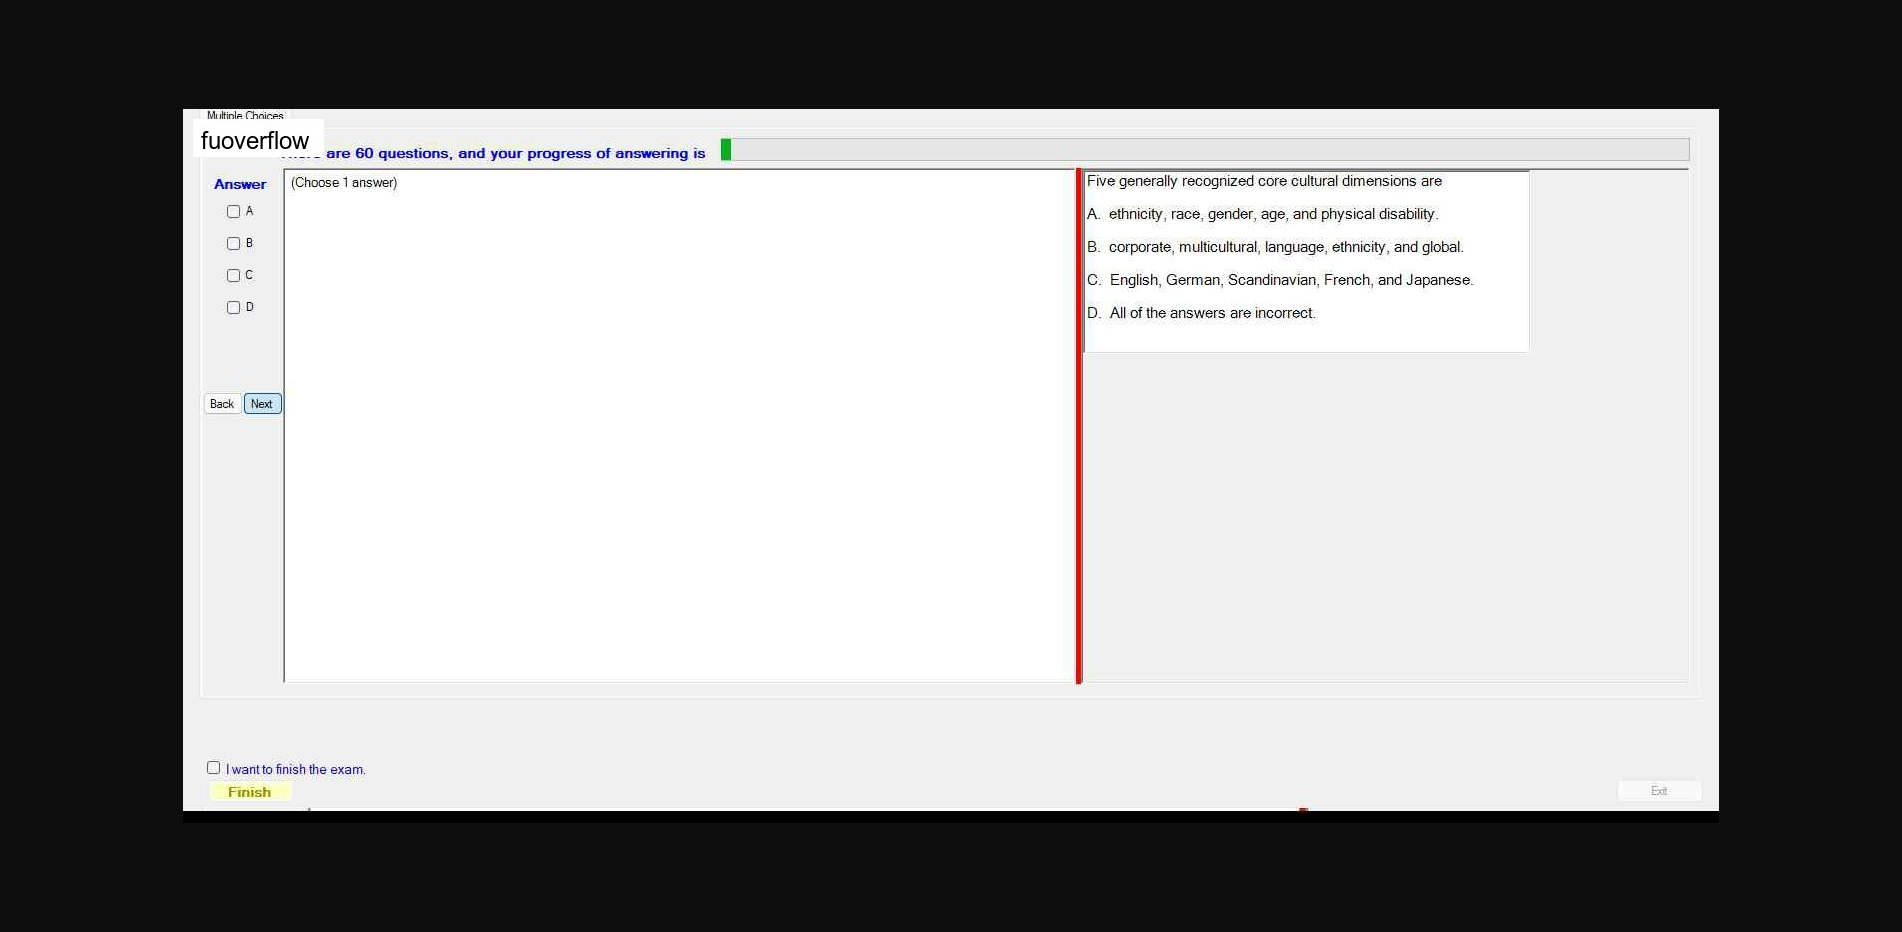 Multiple Choices
fuoverflow
are 60 questions, and your progress of answering is
Answer
(Choose 1 answer)
A
B
C
D
Back
Next
Five generally recognized core cultural dimensions are
A. ethnicity, race, gender, age, and physical disability.
B. corporate, multicultural, language, ethnicity, and global.
C. English, German, Scandinavian, French, and Japanese.
D. All of the answers are incorrect.
I want to finish the exam.
Finish
Exit